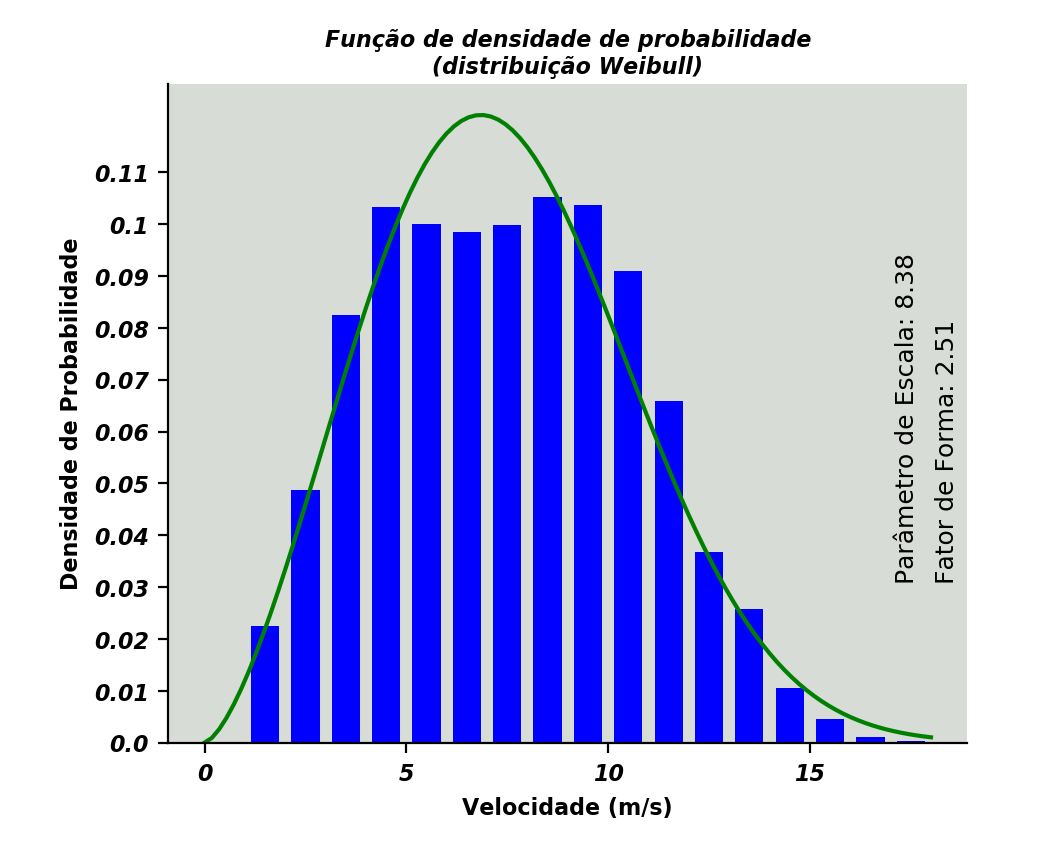 Função de densidade de probabilidade
(distribuição Weibull)
Densidade de Probabilidade
0.11
0.1
0.09
0.08
0.07
0.06
0.05
0.04
0.03
0.02
0.01
0.0
0
5
10
15
Velocidade (m/s)
Parâmetro de Escala: 8.38
Fator de Forma: 2.51